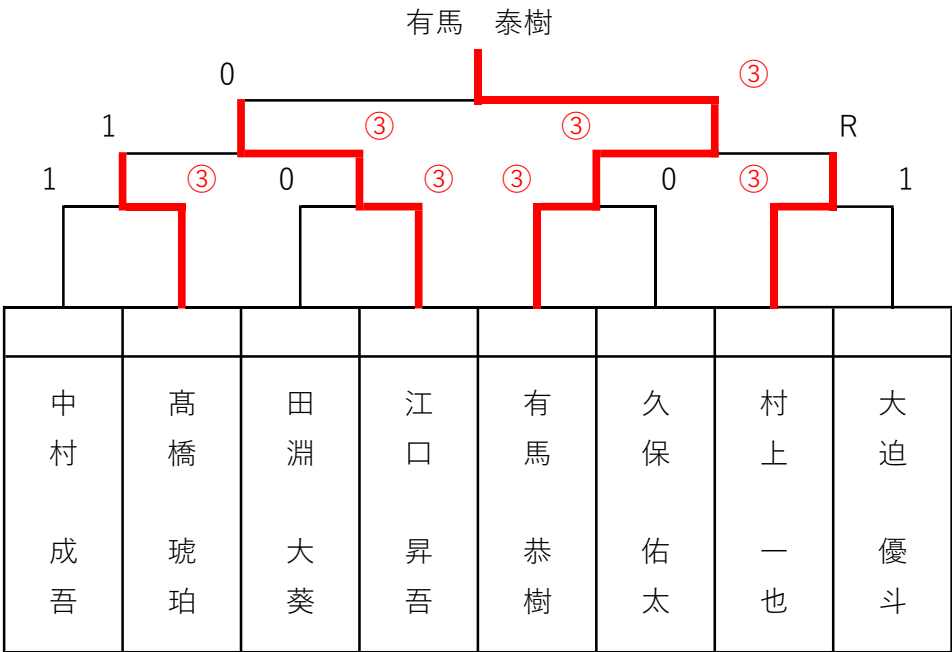 有馬　泰樹
0 ③
1 ③ ③ R
1 ③ 0 ③ ③ 0 ③ 1
中村 成吾
髙橋 琥珀
田淵 大葵
江口 昇吾
有馬 恭樹
久保 佑太
村上 一也
大迫 優斗